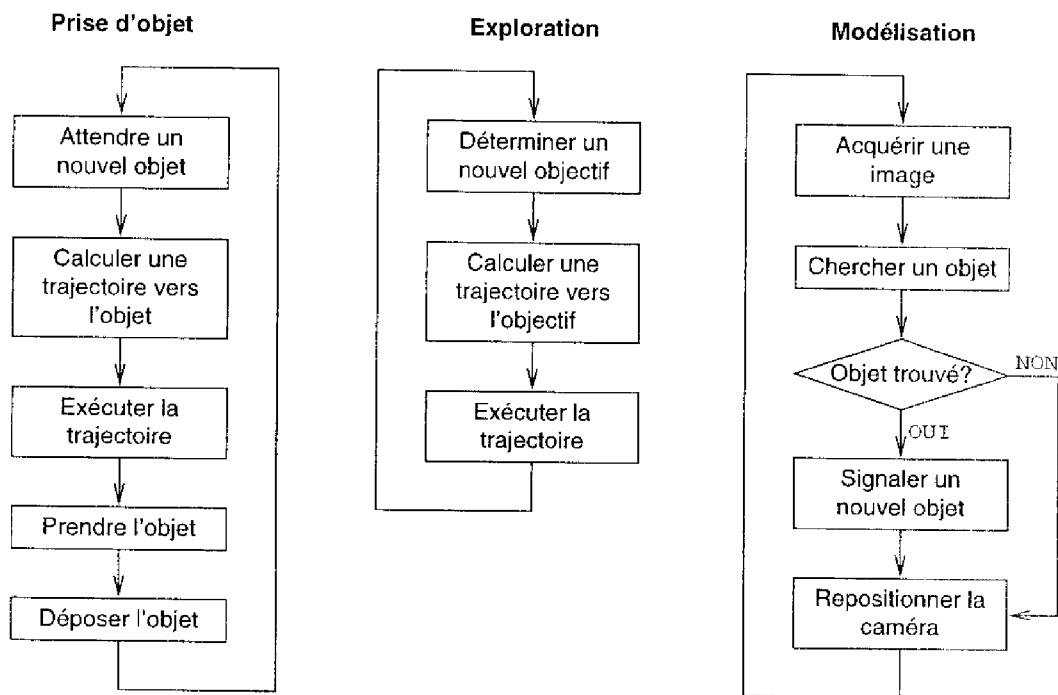 Prise d'objet
Attendre un
nouvel objet
Calculer une
trajectoire vers
l'objet
Exécuter la
trajectoire
Prendre l'objet
Déposer l'objet
Exploration
Déterminer un
nouvel objectif
Calculer une
trajectoire vers
l'objectif
Exécuter la
trajectoire
Modélisation
Acquérir une
image
Chercher un objet
Objet trouvé?
NON
OUI
Signaler un
nouvel objet
Repositionner la
caméra